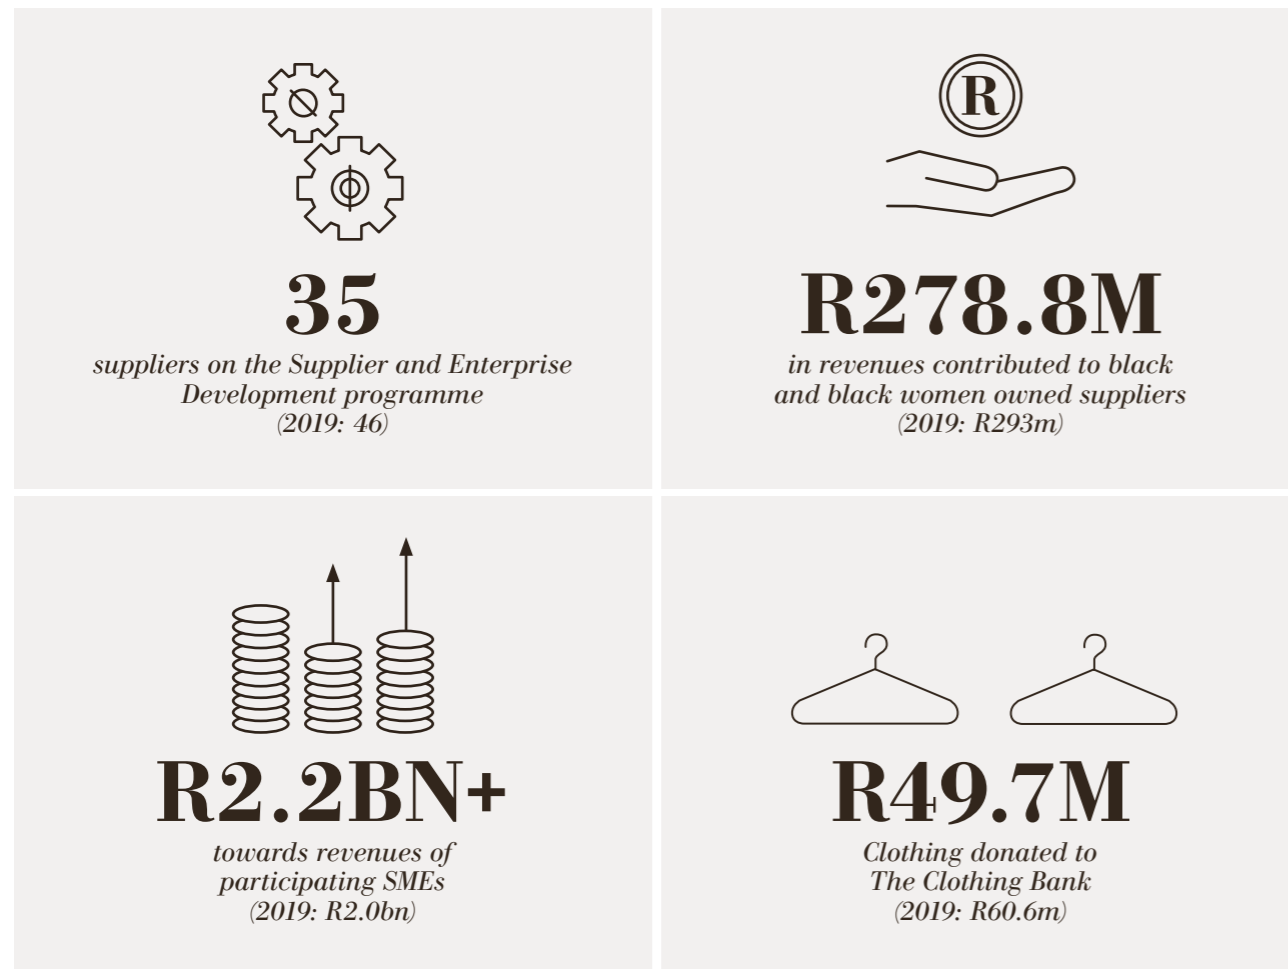 35
suppliers on the Supplier and Enterprise
Development programme
(2019: 46)
R
R278.8M
in revenues contributed to black
and black women owned suppliers
(2019: R293m)
R2.2BN+
towards revenues of
participating SMEs
(2019: R2.0bn)
R49.7M
Clothing donated to
The Clothing Bank
(2019: R60.6m)